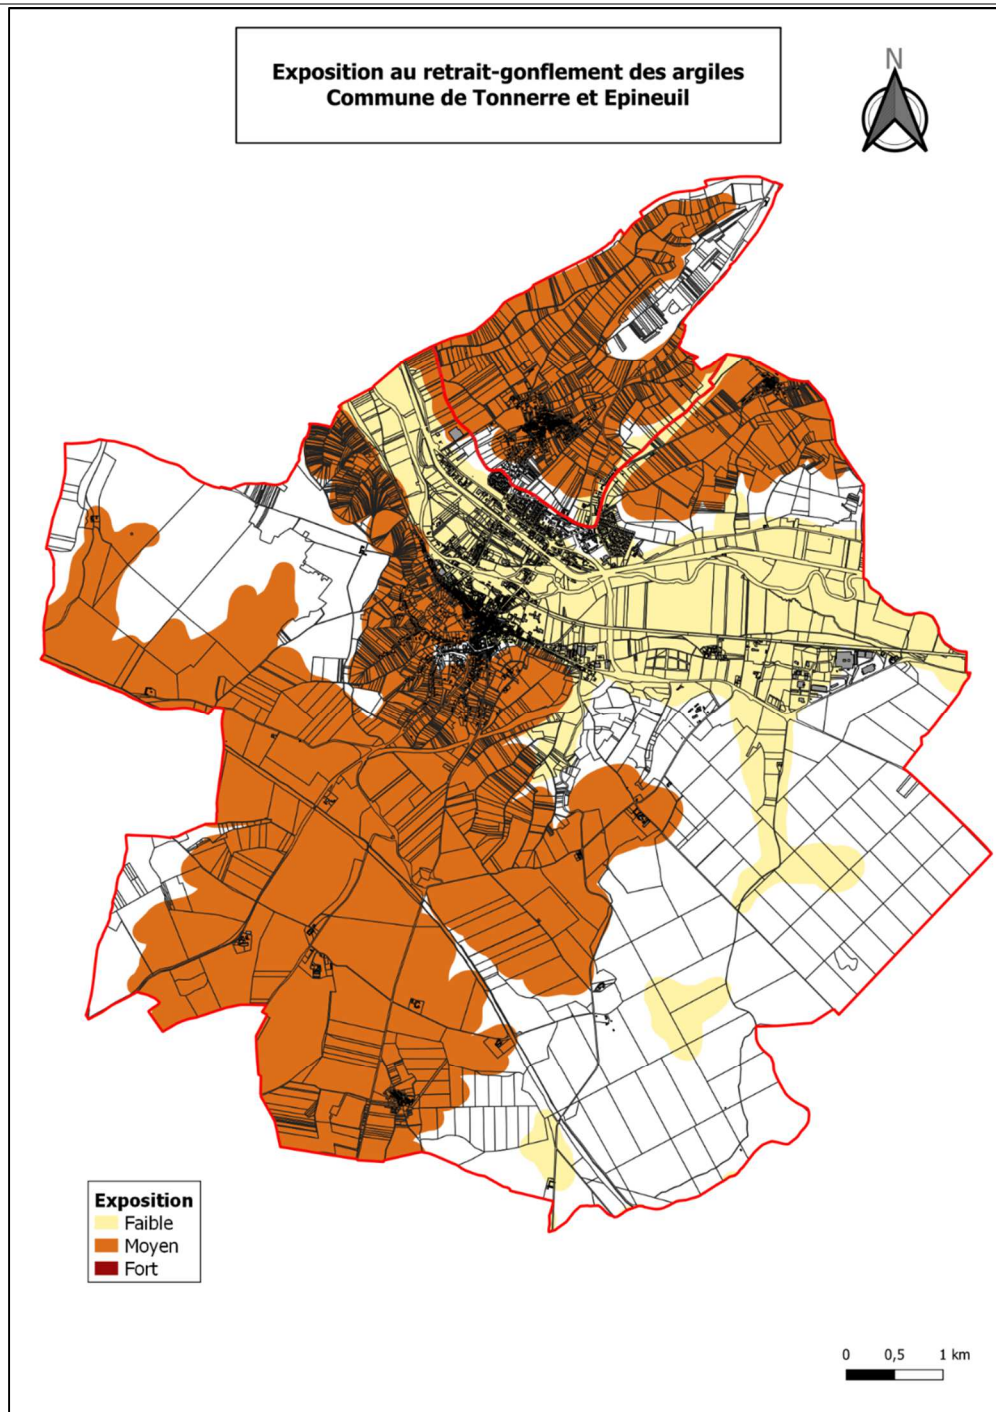 Exposition au retrait-gonflement des argiles
Commune de Tonnerre et Epineuil
N
Exposition
Faible
Moyen
Fort
0 0,5 1 km